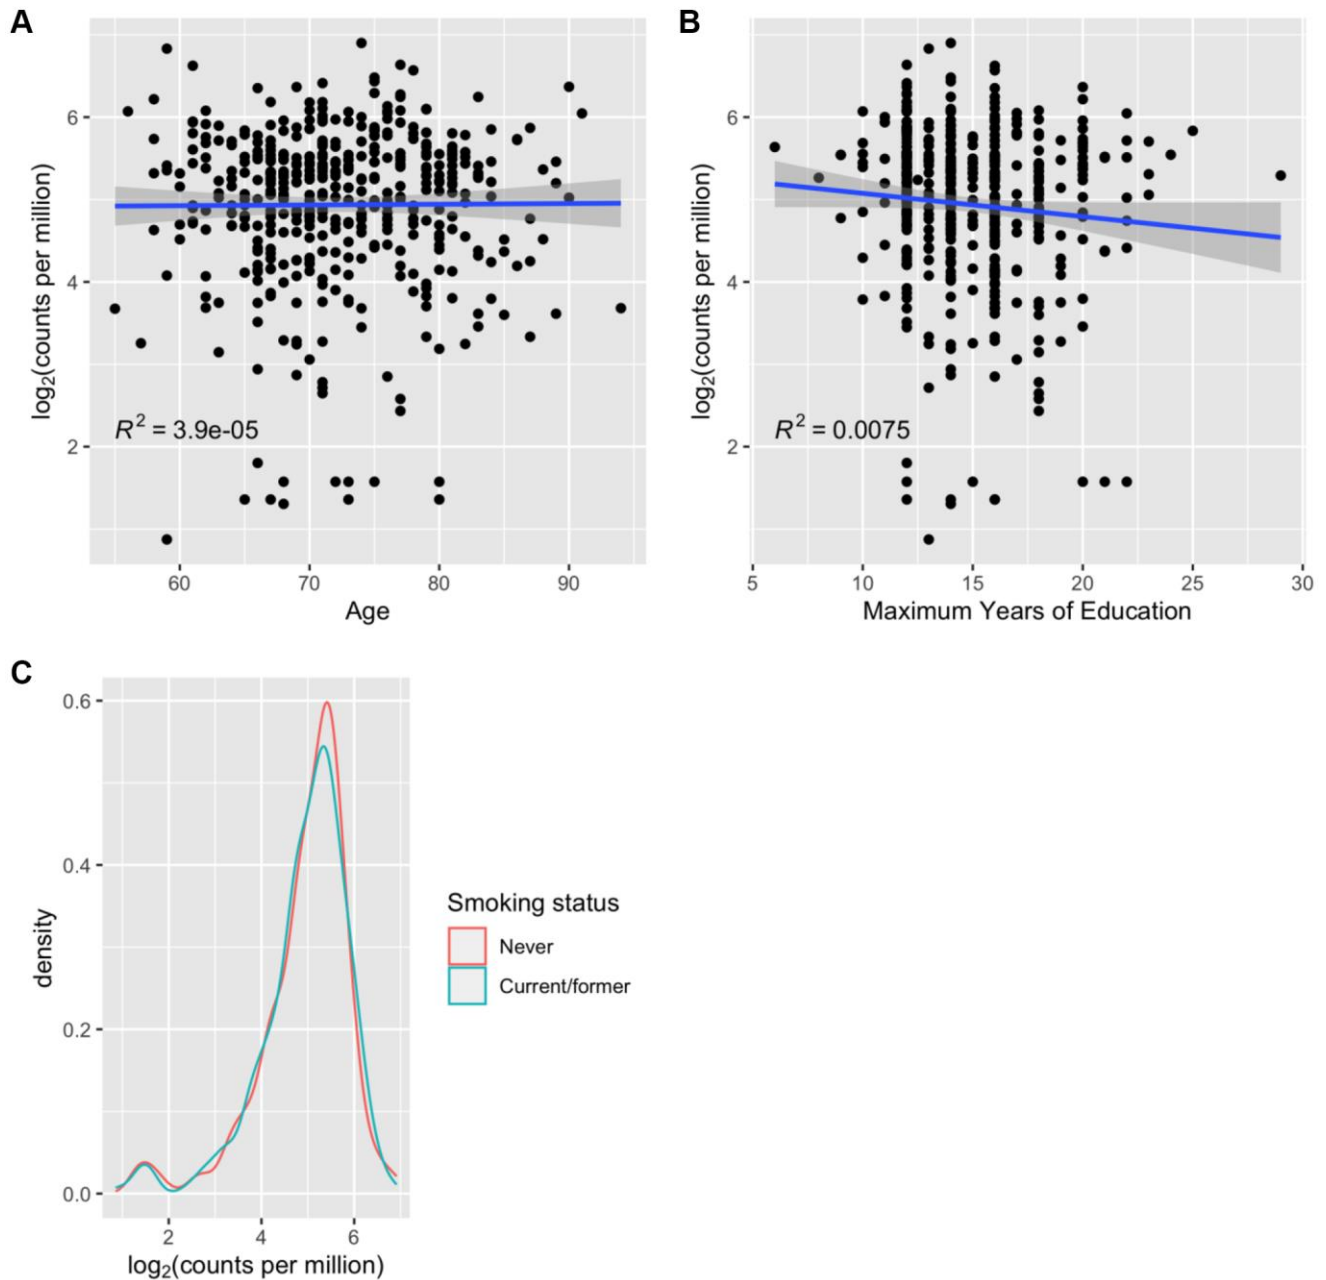 A
log₂(counts per million)
6
4
2
R² = 3.9e-05
60 70 80 90
Age
B
log₂(counts per million)
6
4
2
R² = 0.0075
5 10 15 20 25 30
Maximum Years of Education
C
density
0.6
0.4
0.2
0.0
2 4 6
log₂(counts per million)
Smoking status
Never
Current/former